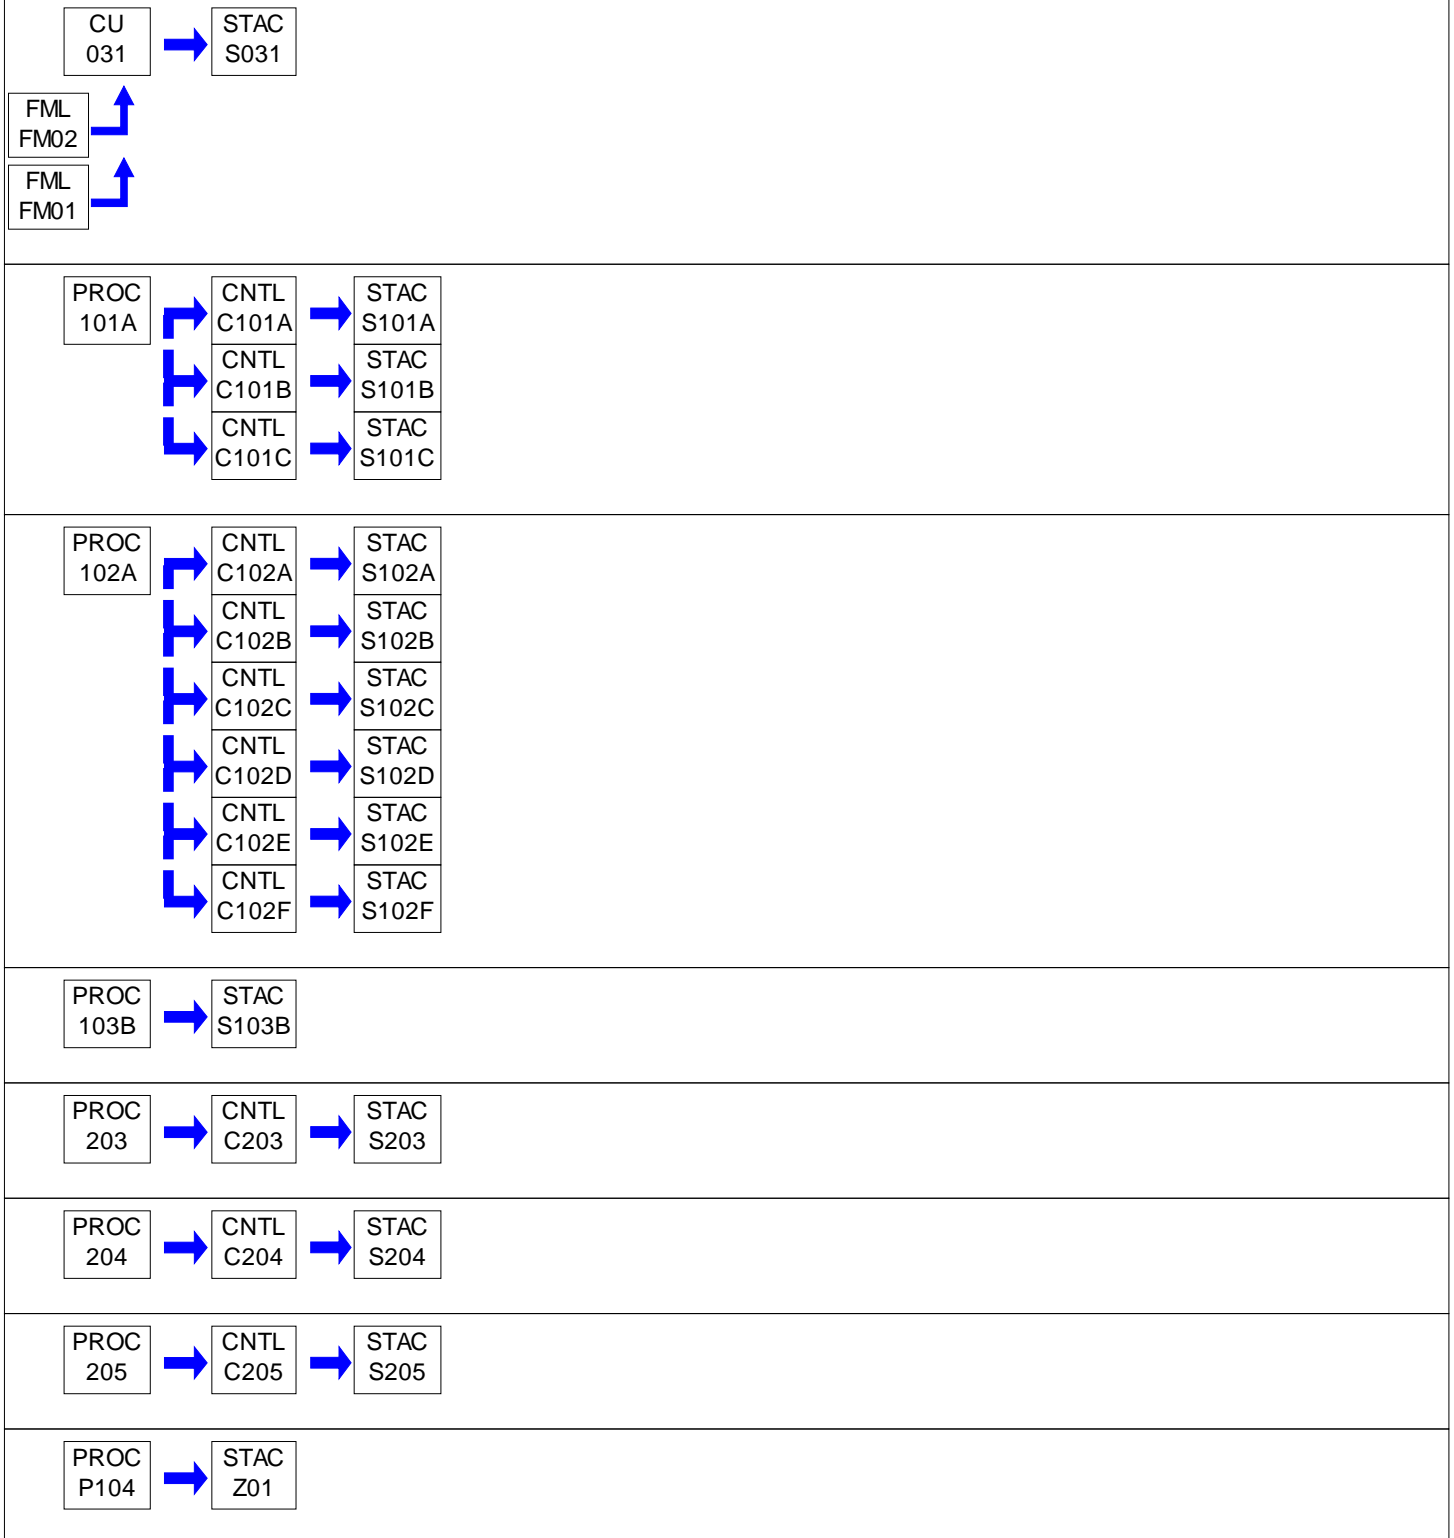 CU
031
STAC
S031
FML
FM02
FML
FM01
PROC
101A
CNTL
C101A
STAC
S101A
CNTL
C101B
STAC
S101B
CNTL
C101C
STAC
S101C
PROC
102A
CNTL
C102A
STAC
S102A
CNTL
C102B
STAC
S102B
CNTL
C102C
STAC
S102C
CNTL
C102D
STAC
S102D
CNTL
C102E
STAC
S102E
CNTL
C102F
STAC
S102F
PROC
103B
STAC
S103B
PROC
203
CNTL
C203
STAC
S203
PROC
204
CNTL
C204
STAC
S204
PROC
205
CNTL
C205
STAC
S205
PROC
P104
STAC
Z01